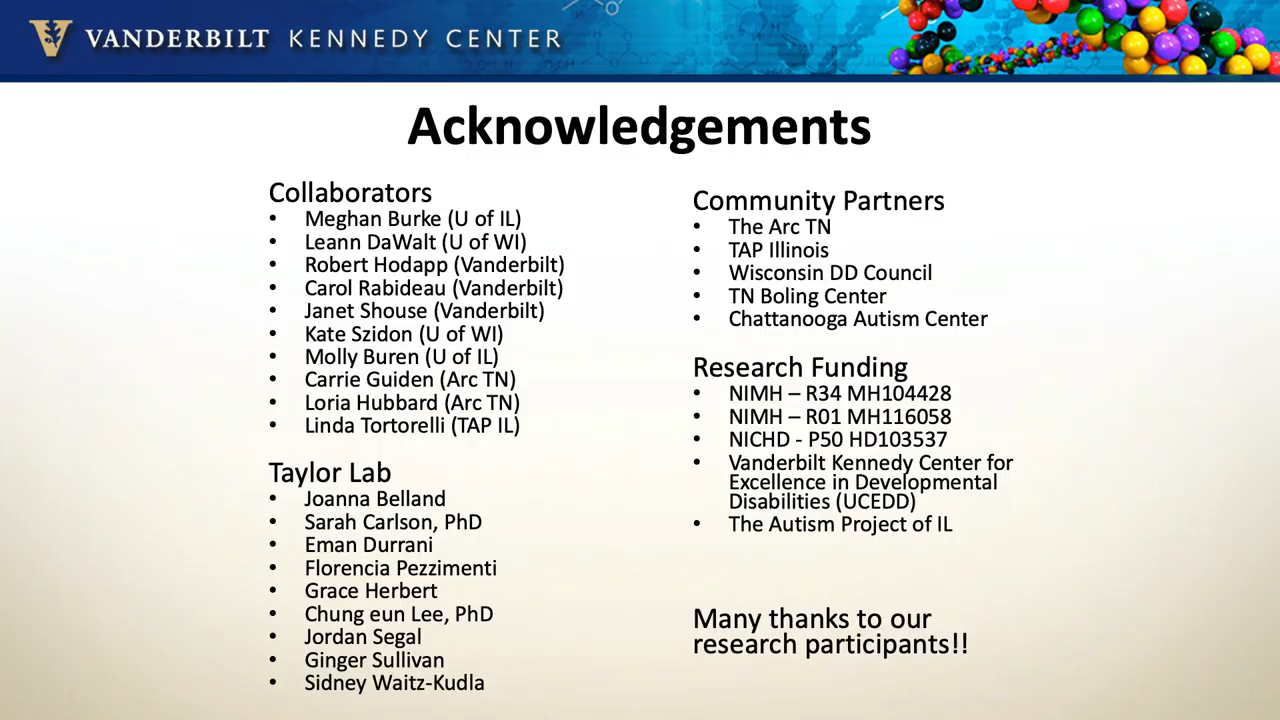 VANDERBILT KENNEDY CENTER
Acknowledgements
Collaborators
• Meghan Burke (U of IL)
• Leann DaWalt (U of WI)
• Robert Hodapp (Vanderbilt)
• Carol Rabideau (Vanderbilt)
• Janet Shouse (Vanderbilt)
• Kate Szidon (U of WI)
• Molly Buren (U of IL)
• Carrie Guiden (Arc TN)
• Loria Hubbard (Arc TN)
• Linda Tortorelli (TAP IL)
Taylor Lab
• Joanna Belland
• Sarah Carlson, PhD
• Eman Durrani
• Florencia Pezzimenti
• Grace Herbert
• Chung eun Lee, PhD
• Jordan Segal
• Ginger Sullivan
• Sidney Waitz-Kudla
Community Partners
• The Arc TN
• TAP Illinois
• Wisconsin DD Council
• TN Boling Center
• Chattanooga Autism Center
Research Funding
• NIMH – R34 MH104428
• NIMH – R01 MH116058
• NICHD - P50 HD103537
• Vanderbilt Kennedy Center for
Excellence in Developmental
Disabilities (UCEDD)
• The Autism Project of IL
Many thanks to our
research participants!!